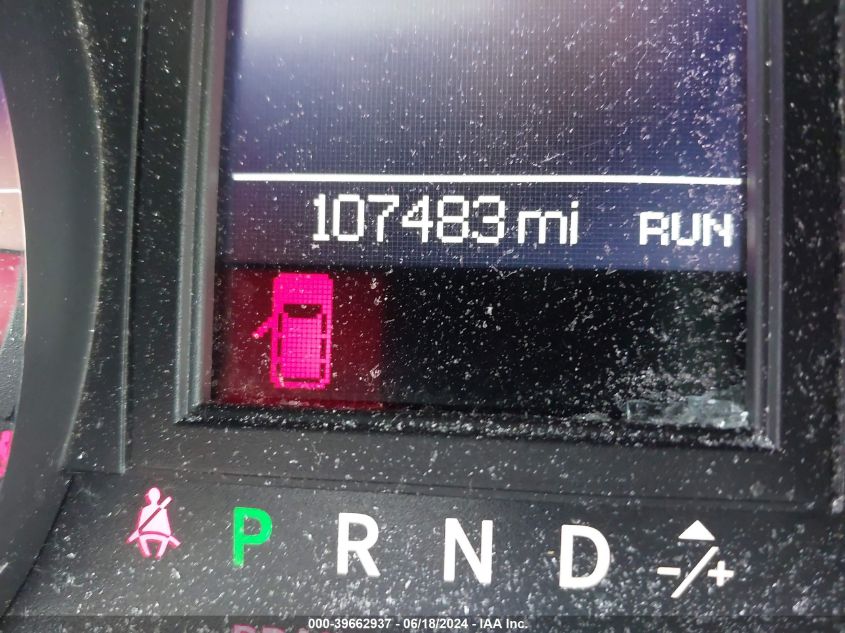 107483 mi RUN
P R N D -/+
000-39662937 - 06/18/2024 - IAA Inc.